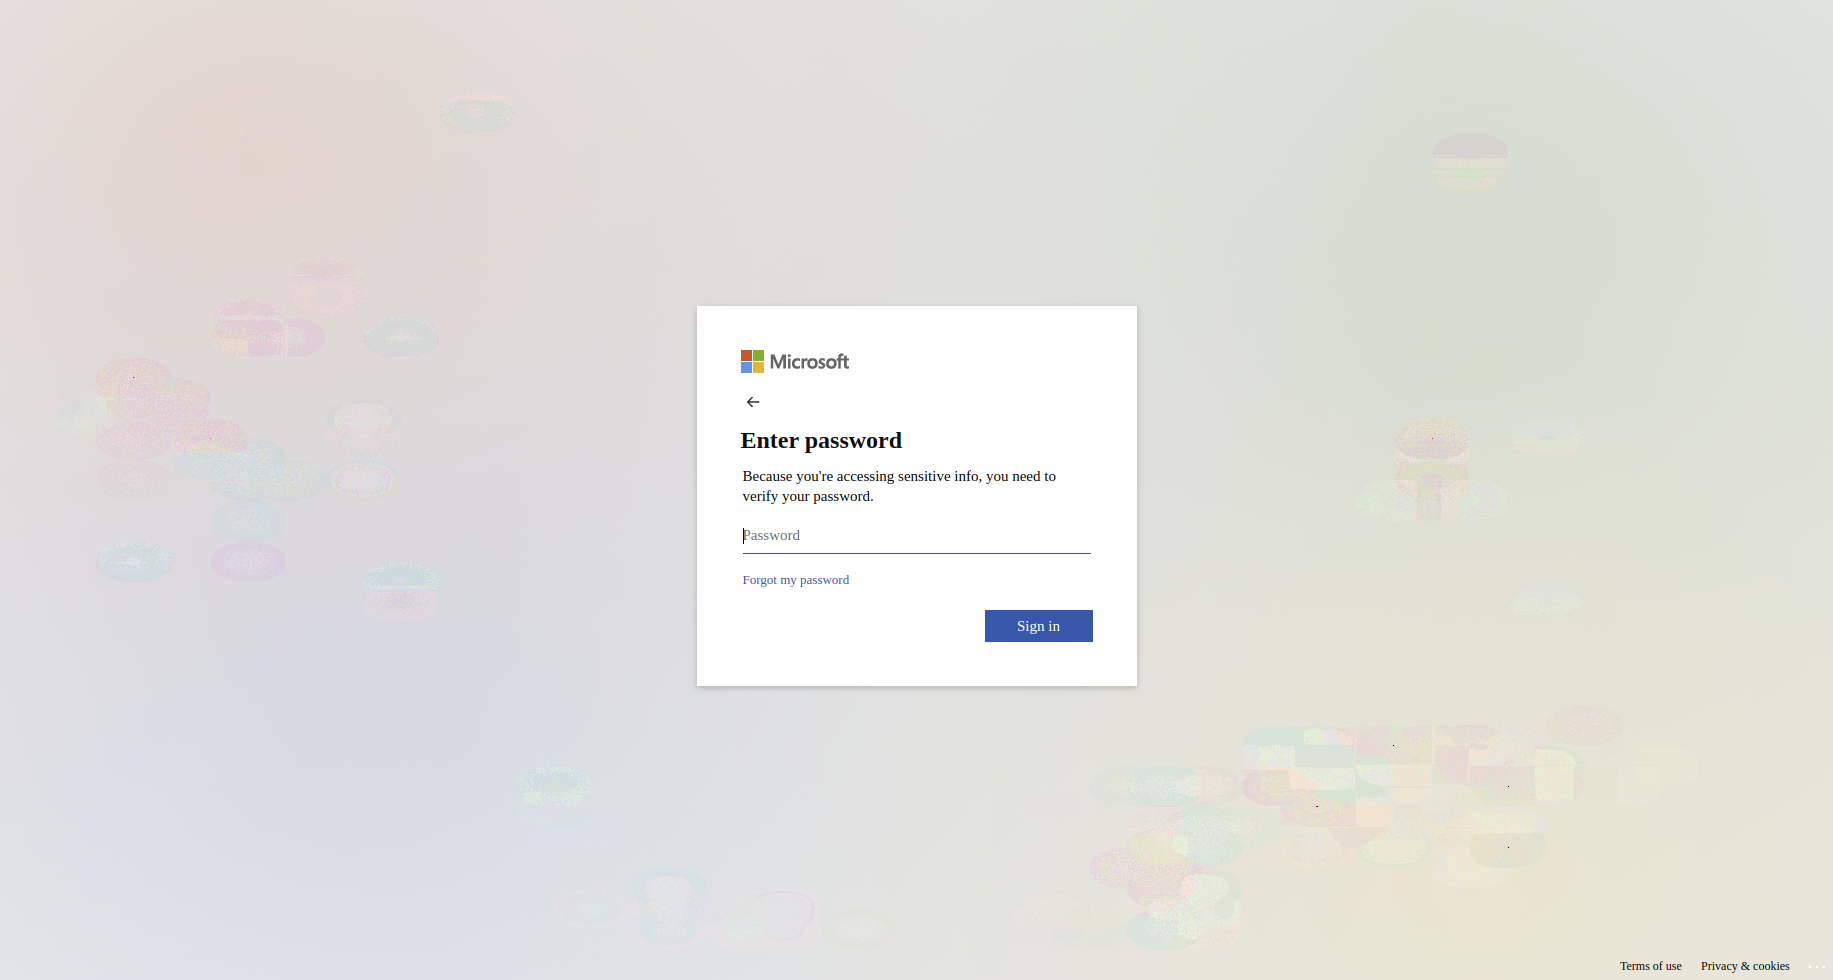 Microsoft
Enter password
Because you're accessing sensitive info, you need to
verify your password.
Password
Forgot my password
Sign in
Terms of use
Privacy & cookies
...